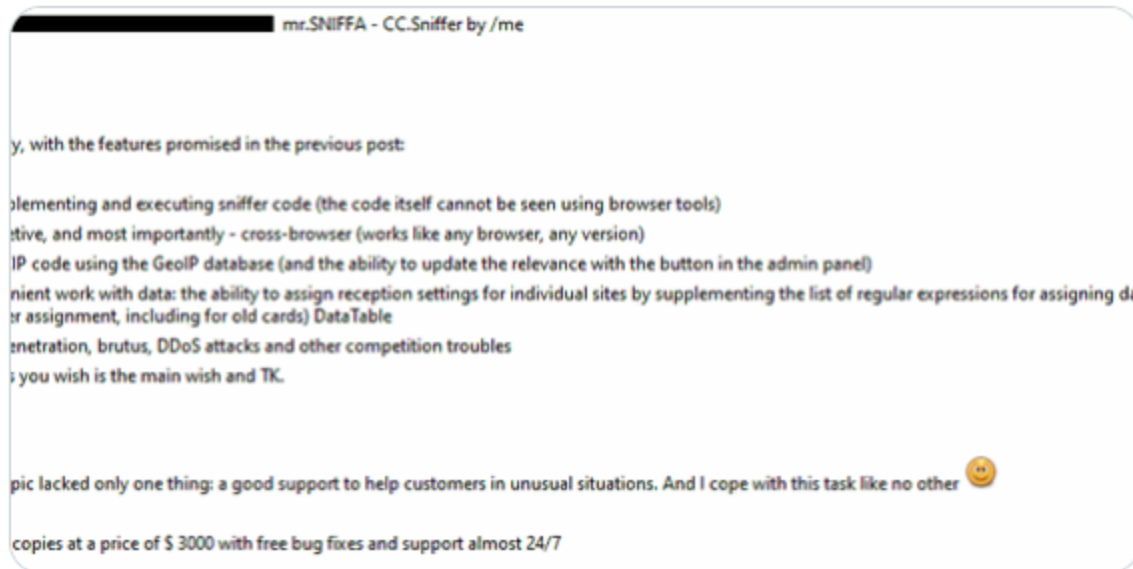 mr.SNIFFA - CC.Sniffer by /me
y, with the features promised in the previous post:
lementing and executing sniffer code (the code itself cannot be seen using browser tools)
tive, and most importantly - cross-browser (works like any browser, any version)
IP code using the GeoIP database (and the ability to update the relevance with the button in the admin panel)
nient work with data: the ability to assign reception settings for individual sites by supplementing the list of regular expressions for assigning da
r assignment, including for old cards) DataTable
enetration, brutus, DDoS attacks and other competition troubles
s you wish is the main wish and TK.
pic lacked only one thing: a good support to help customers in unusual situations. And I cope with this task like no other
copies at a price of $ 3000 with free bug fixes and support almost 24/7